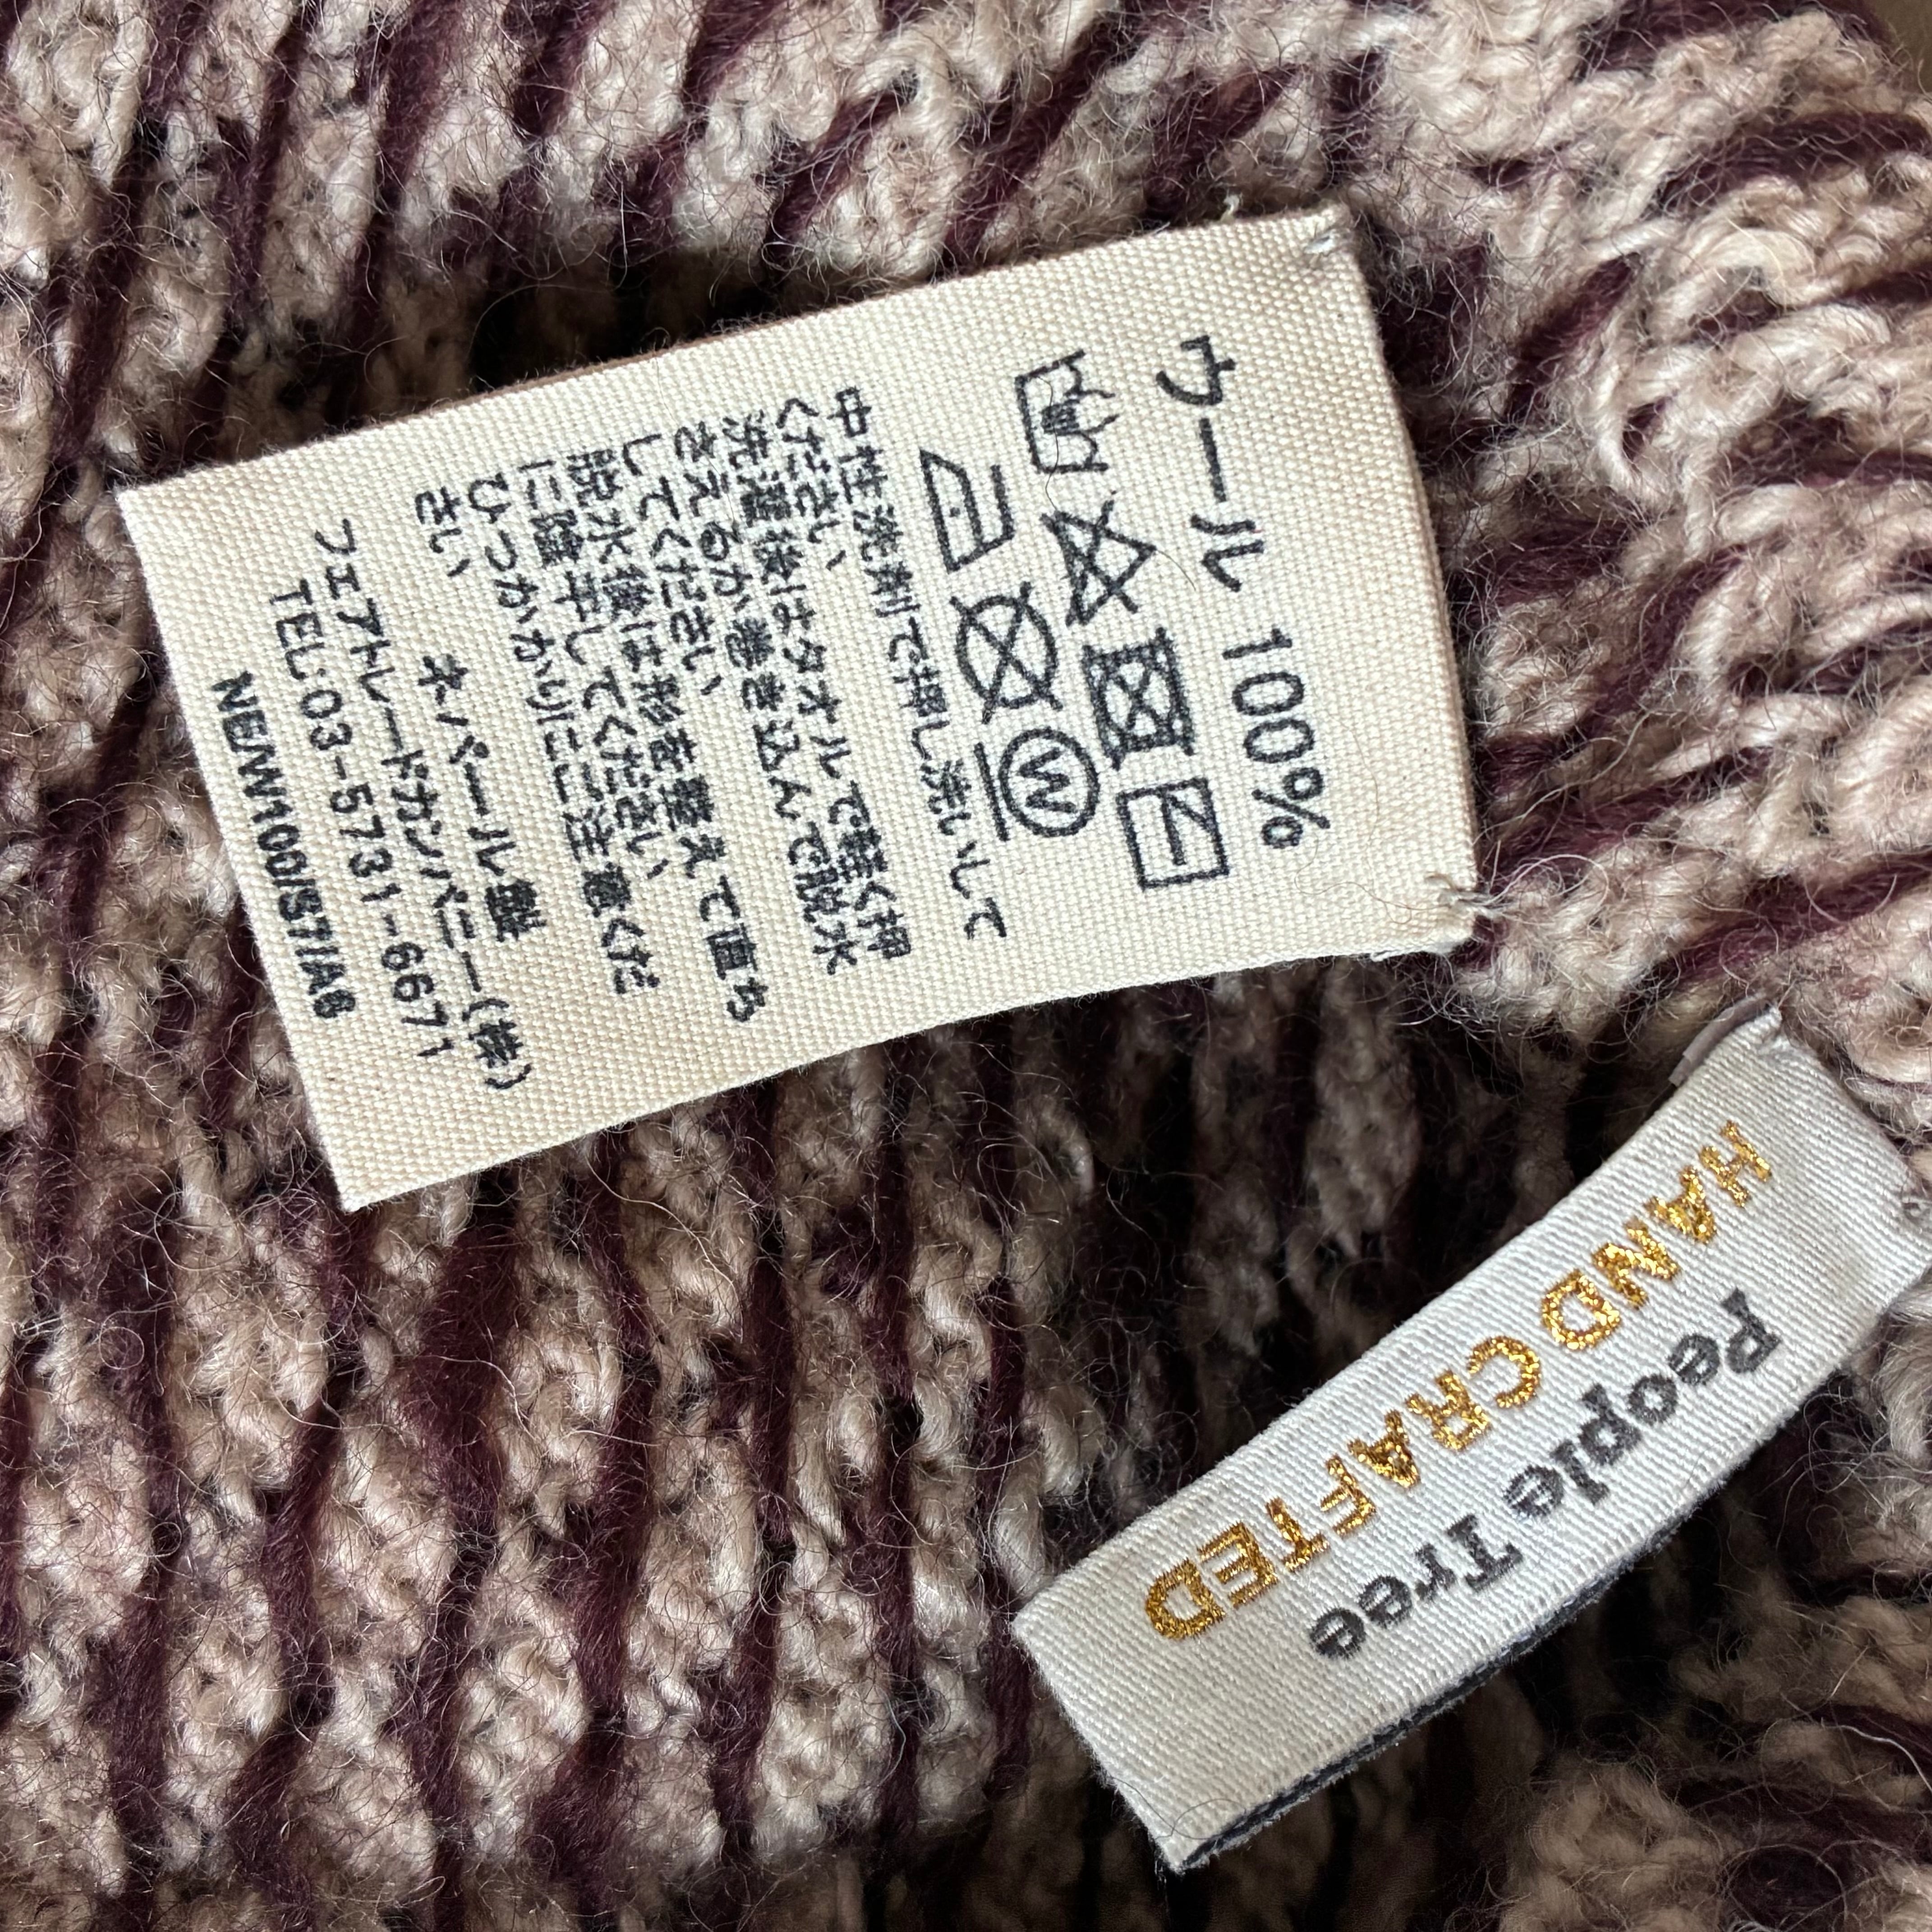 ウール 100%
W
中性洗剤で押し洗いして
ください、
洗濯後はタオルで軽く押
さえるか巻き込んで脱水
してください、
脱水後は形を整えて直ち
に陰干してください、
ひっかかりにご注意くだ
さい、
ネパール製
フェアトレードカンパニー(株)
TEL:03-5731-6671
NE/W100/S7/A6
People Tree
HAND CRAFTED